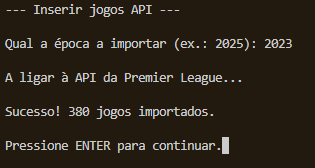 --- Inserir jogos API ---
Qual a época a importar (ex.: 2025): 2023
A ligar à API da Premier League...
Sucesso! 380 jogos importados.
Pressione ENTER para continuar.